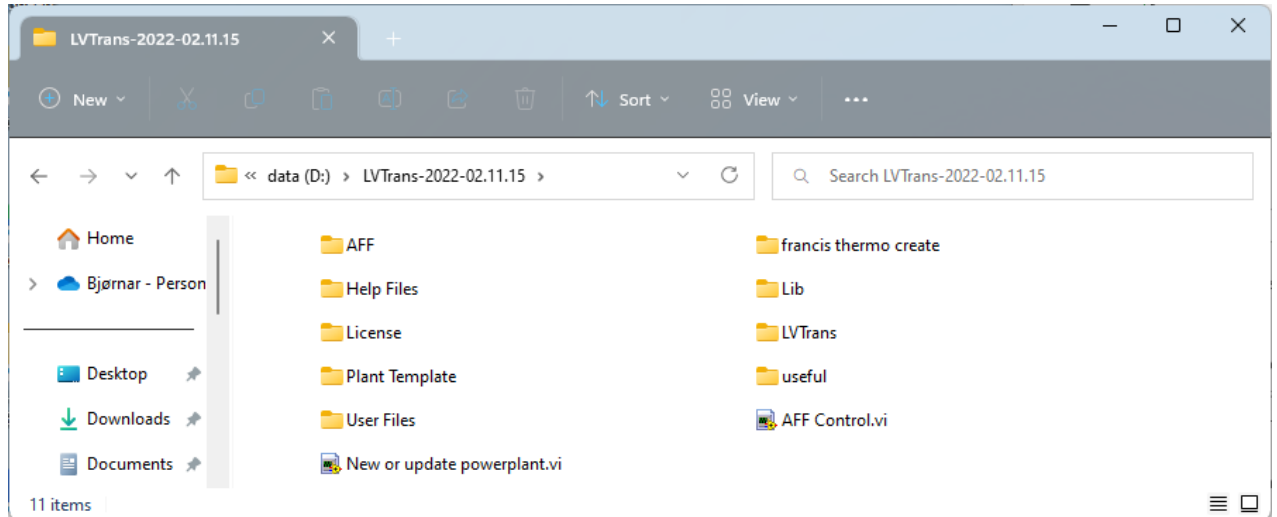 LVTrans-2022-02.11.15
New
Sort
View
data (D:) > LVTrans-2022-02.11.15 >
Search LVTrans-2022-02.11.15
Home
AFF
francis thermo create
Bjørnar - Person
Help Files
Lib
License
LVTrans
Desktop
Plant Template
useful
Downloads
User Files
AFF Control.vi
Documents
New or update powerplant.vi
11 items